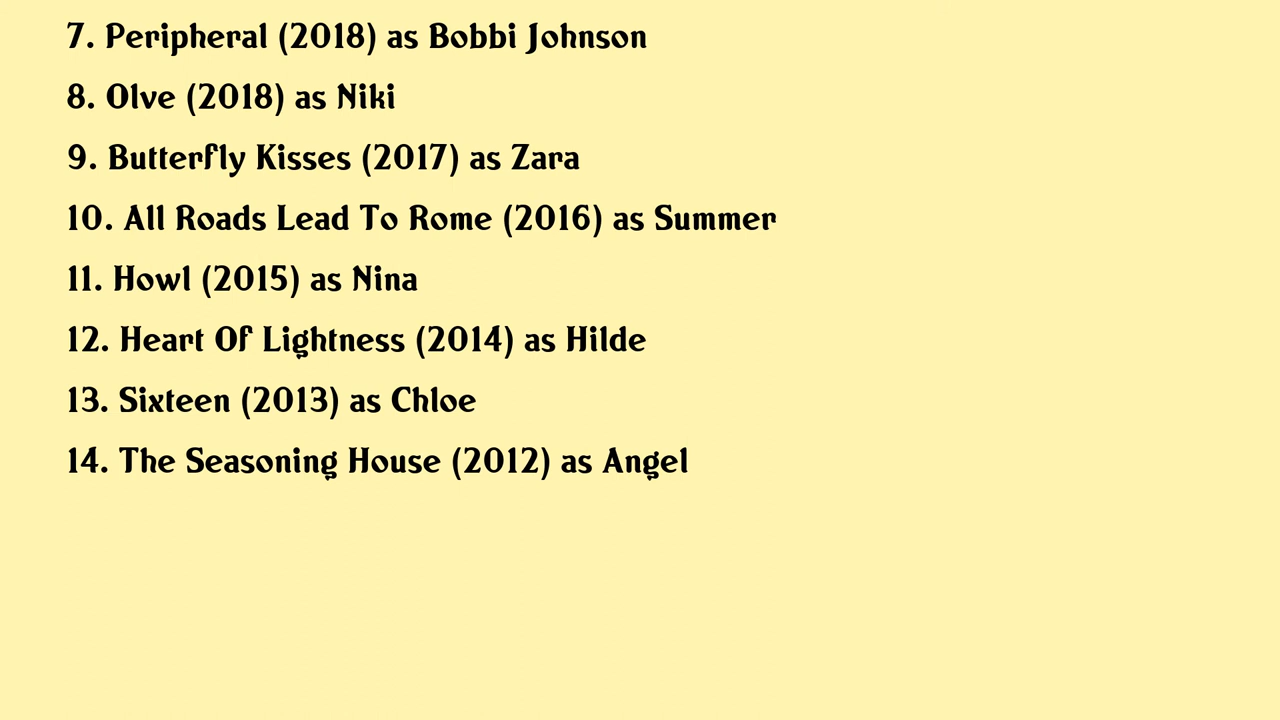 7. Peripheral (2018) as Bobbi Johnson
8. Olve (2018) as Niki
9. Butterfly Kisses (2017) as Zara
10. All Roads Lead To Rome (2016) as Summer
11. Howl (2015) as Nina
12. Heart Of Lightness (2014) as Hilde
13. Sixteen (2013) as Chloe
14. The Seasoning House (2012) as Angel